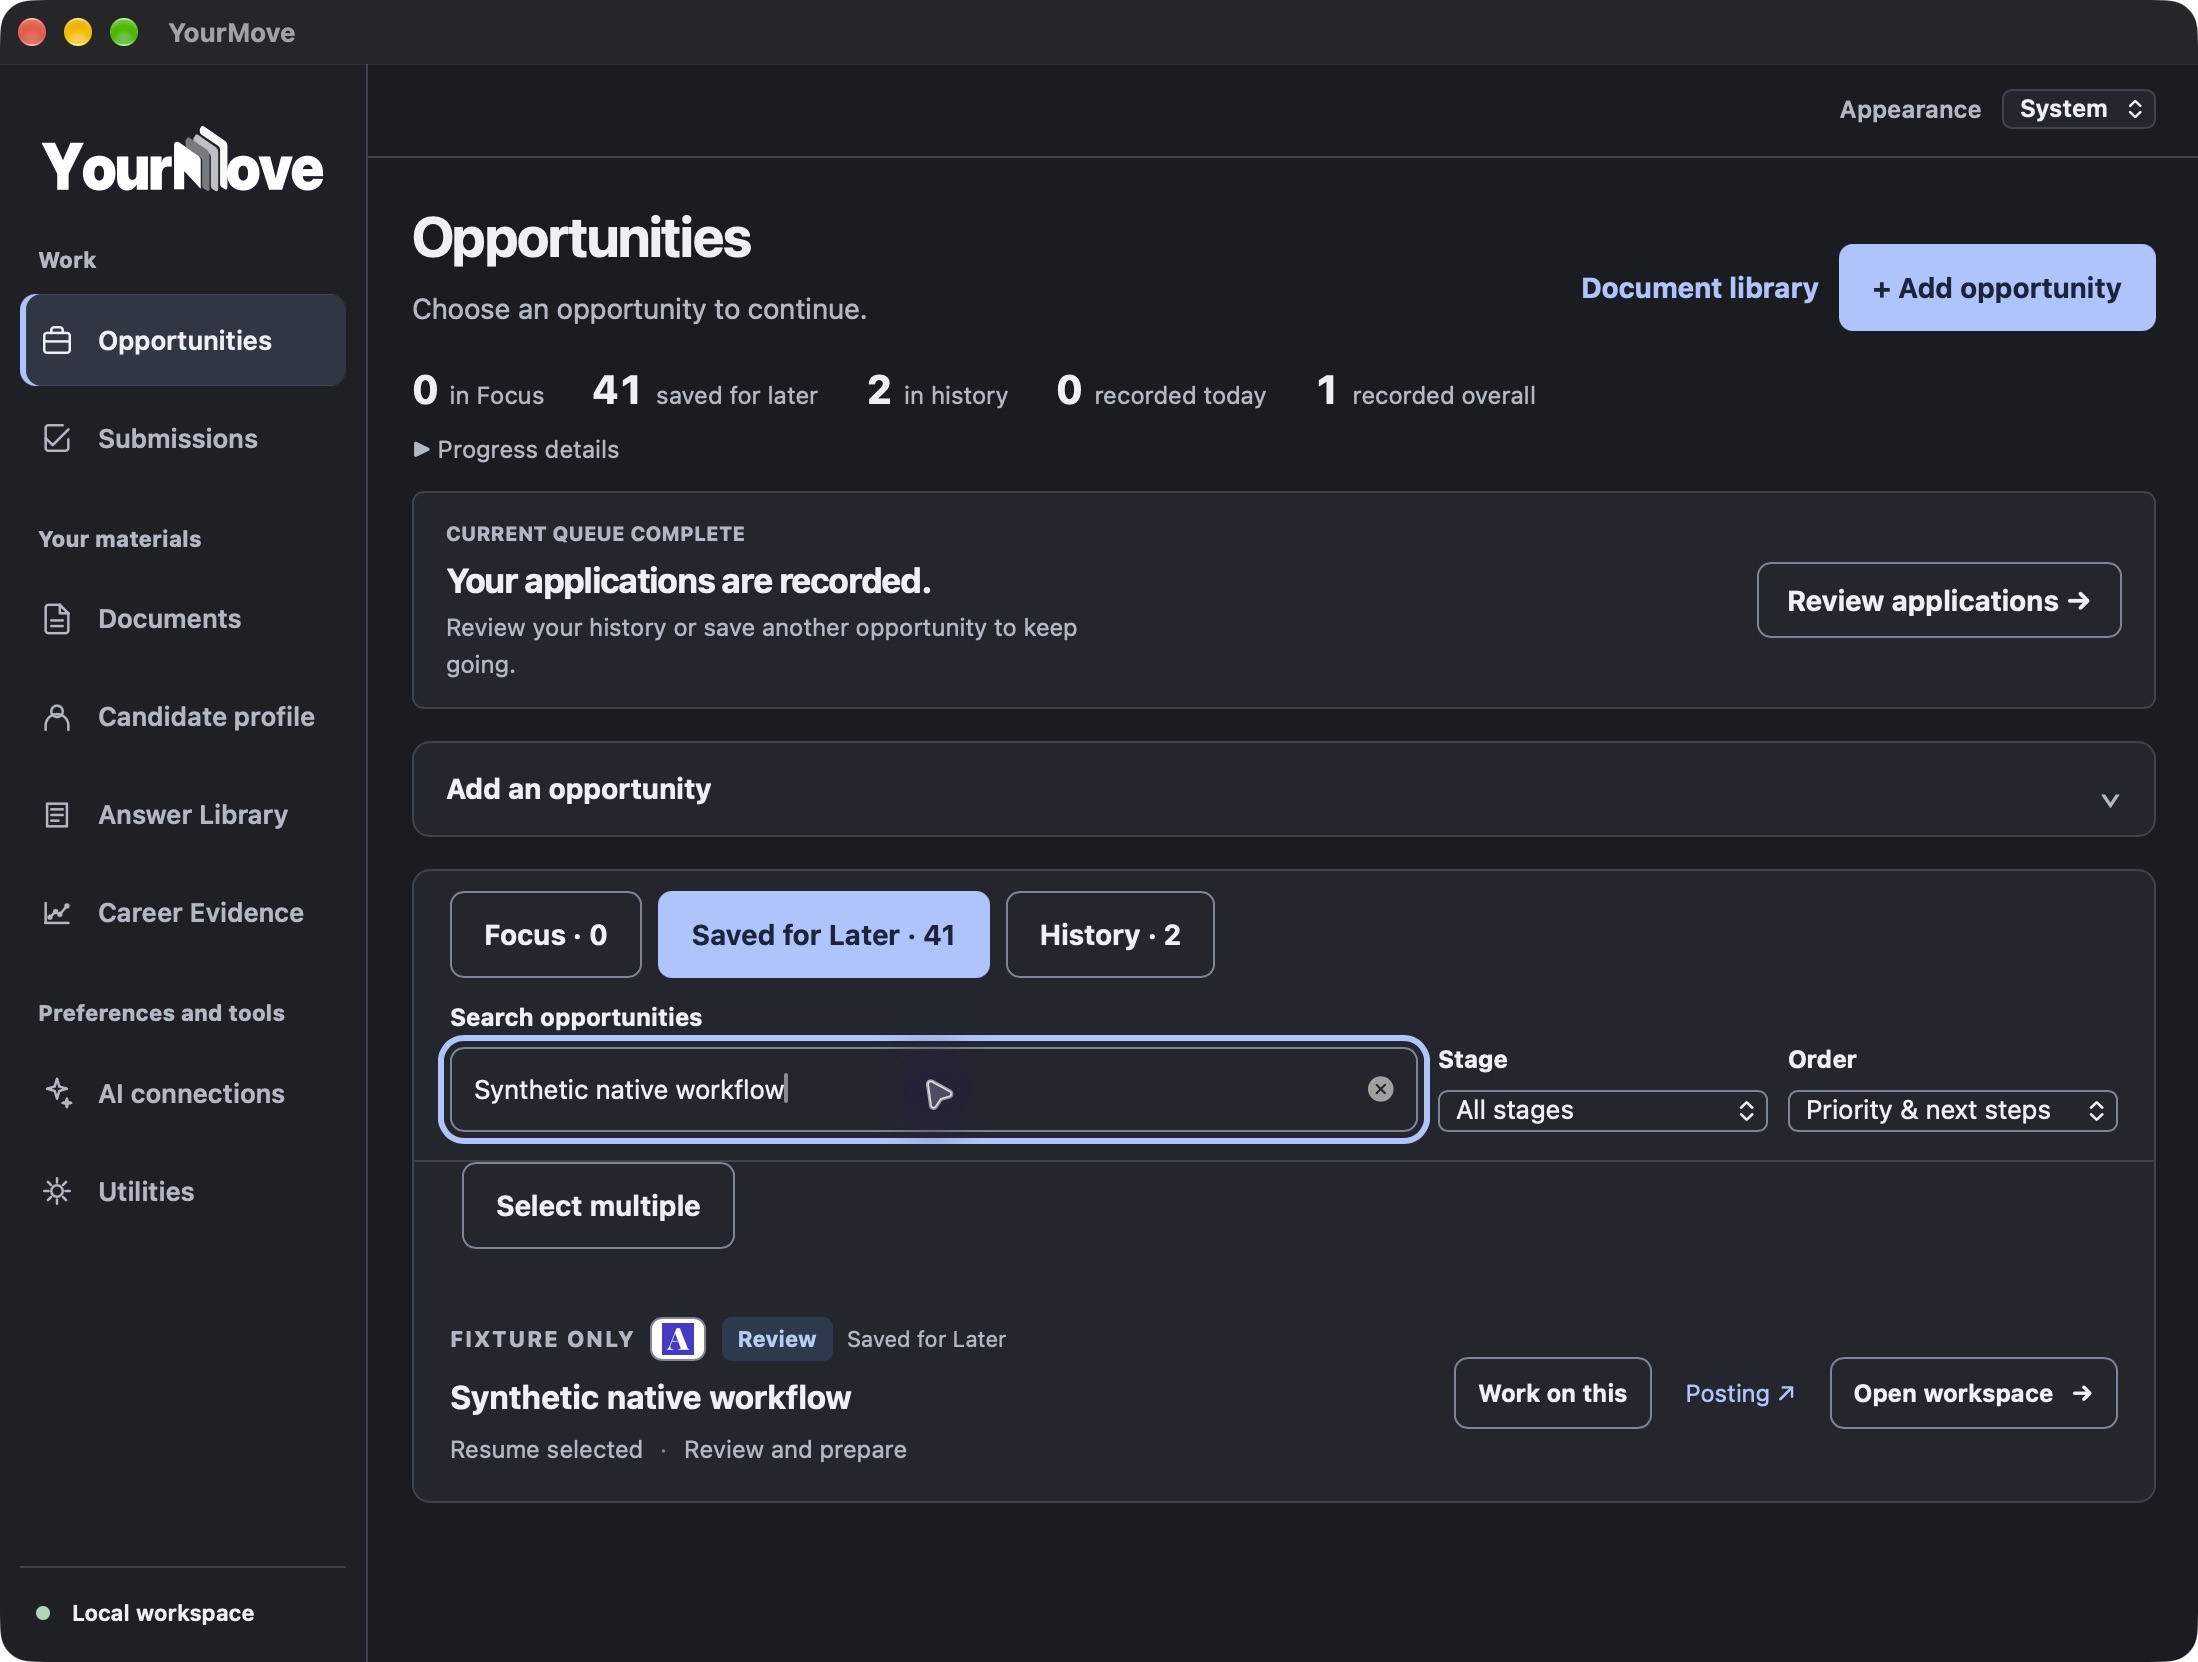 YourMove
YourMove
Work
Opportunities
Submissions
Your materials
Documents
Candidate profile
Answer Library
Career Evidence
Preferences and tools
AI connections
Utilities
Local workspace
Appearance System
Opportunities
Choose an opportunity to continue.
Document library + Add opportunity
0 in Focus 41 saved for later 2 in history 0 recorded today 1 recorded overall
▶ Progress details
CURRENT QUEUE COMPLETE
Your applications are recorded.
Review your history or save another opportunity to keep
going.
Review applications →
Add an opportunity
Focus · 0 Saved for Later · 41 History · 2
Search opportunities
Synthetic native workflow
Stage
All stages
Order
Priority & next steps
Select multiple
FIXTURE ONLY A Review Saved for Later
Synthetic native workflow
Resume selected · Review and prepare
Work on this Posting ↗ Open workspace →